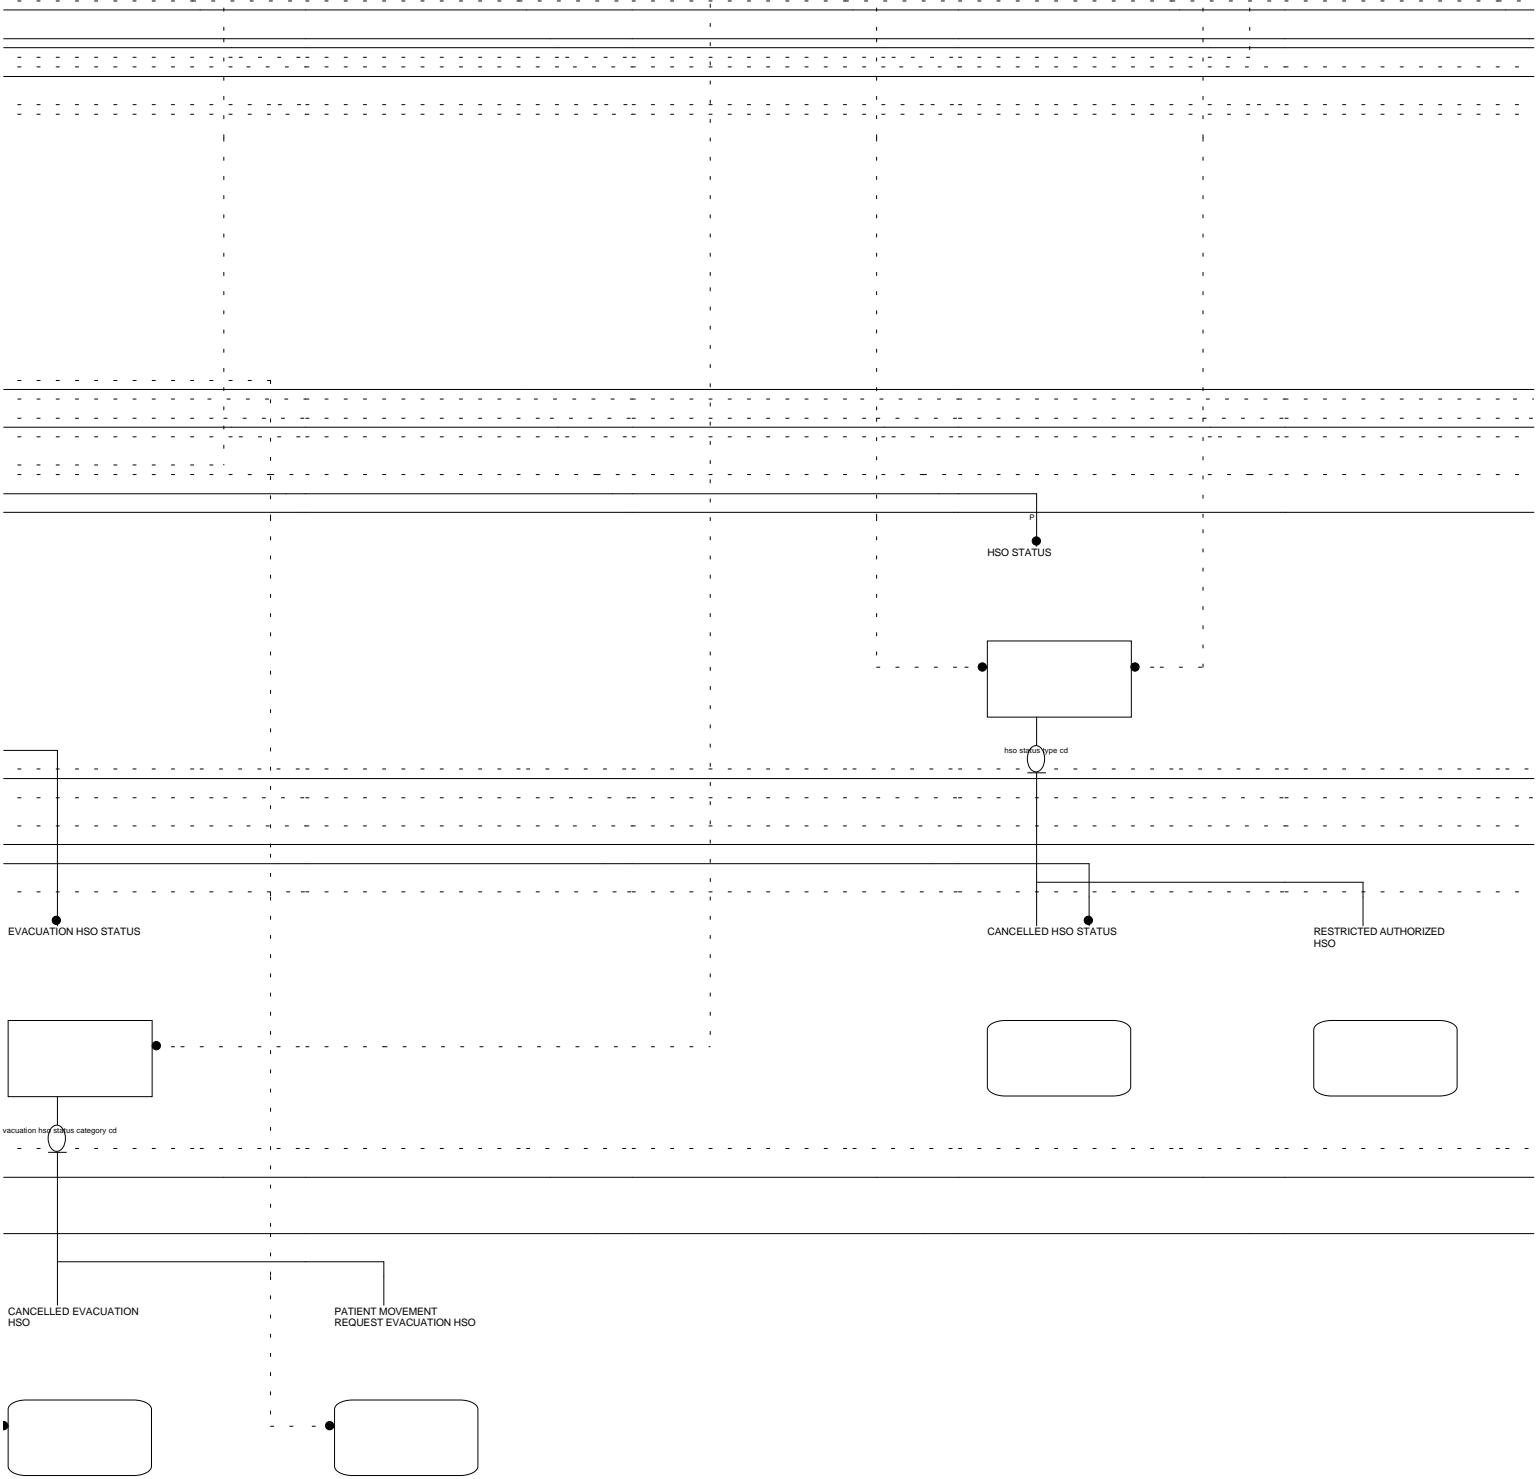 P
HSO STATUS
hso status type cd
EVACUATION HSO STATUS
CANCELLED HSO STATUS
RESTRICTED AUTHORIZED
HSO
vacuation hso status category cd
CANCELLED EVACUATION
HSO
PATIENT MOVEMENT
REQUEST EVACUATION HSO